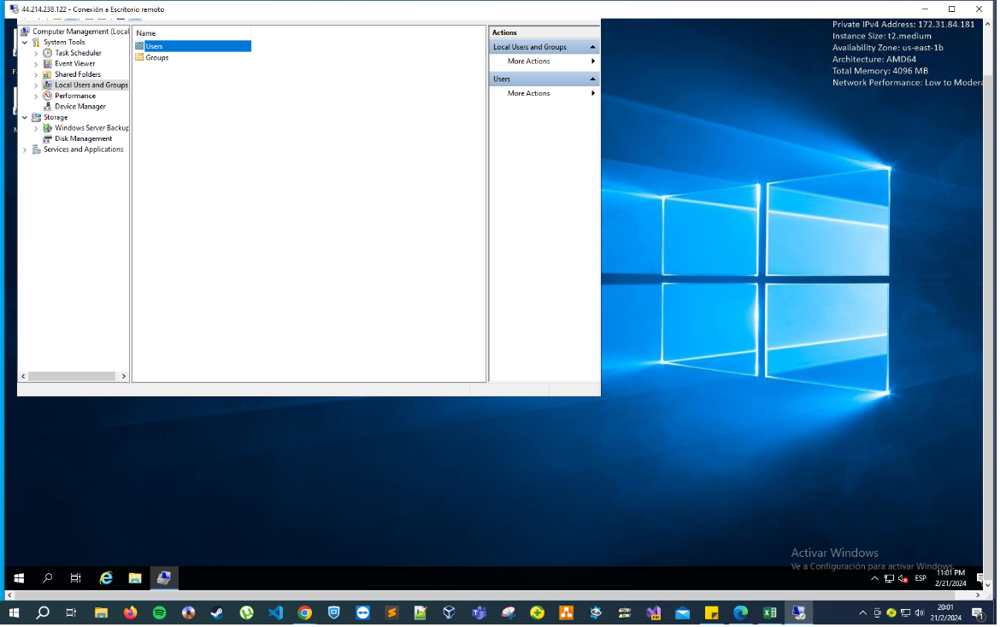 44.214.238.122 - Conexión a Escritorio remoto
Private IPv4 Address: 172.31.84.181
Instance Size: t2.medium
Availability Zone: us-east-1b
Architecture: AMD64
Total Memory: 4096 MB
Network Performance: Low to Modera
Computer Management (Local
System Tools
Task Scheduler
Event Viewer
Shared Folders
Local Users and Groups
Performance
Device Manager
Storage
Windows Server Backup
Disk Management
Services and Applications
Name
Users
Groups
Actions
Local Users and Groups
More Actions
Users
More Actions
Activar Windows
Ve a Configuración para activar Windows.
ESP
11:01 PM
2/21/2024
20:01
21/2/2024
1